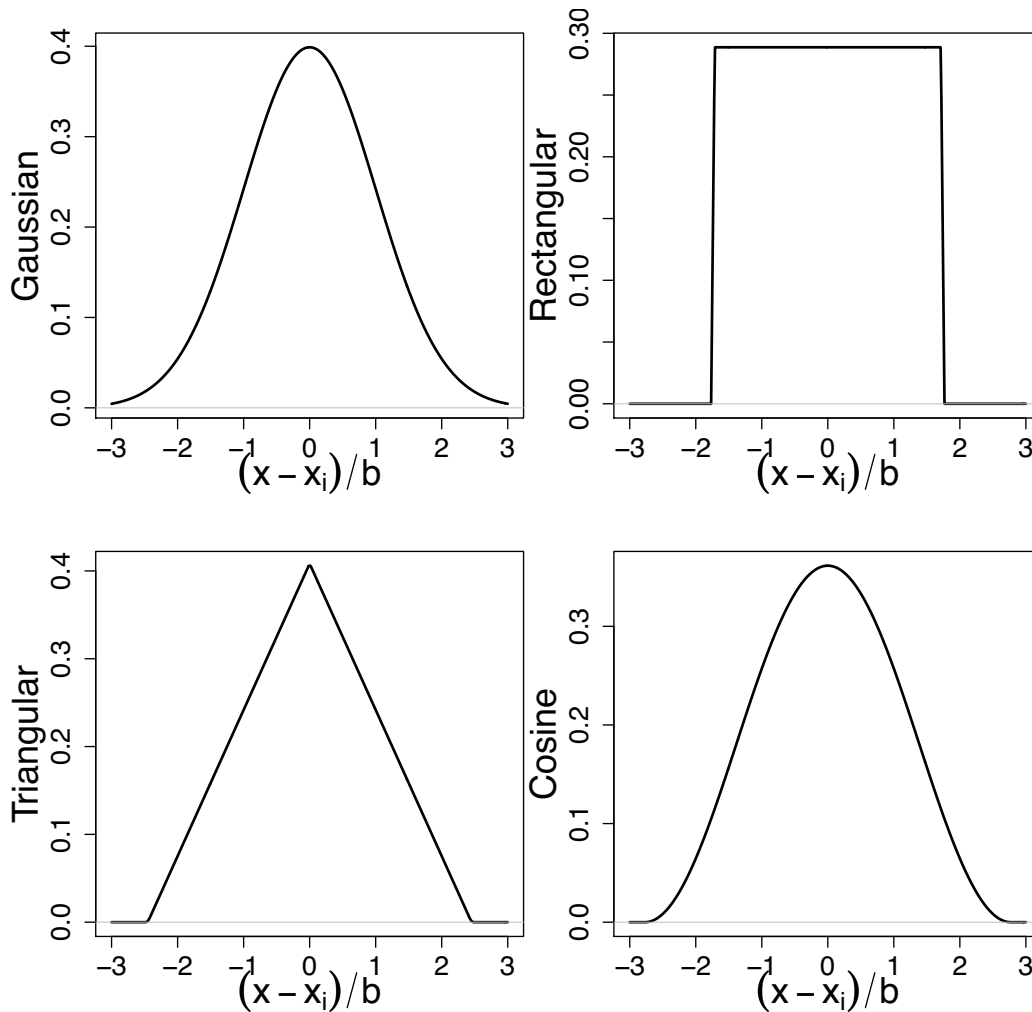 Gaussian
0.0 0.1 0.2 0.3 0.4
−3 −2 −1 0 1 2 3
(x − xᵢ)/b
Rectangular
0.00 0.10 0.20 0.30
−3 −2 −1 0 1 2 3
(x − xᵢ)/b
Triangular
0.0 0.1 0.2 0.3 0.4
−3 −2 −1 0 1 2 3
(x − xᵢ)/b
Cosine
0.0 0.1 0.2 0.3
−3 −2 −1 0 1 2 3
(x − xᵢ)/b